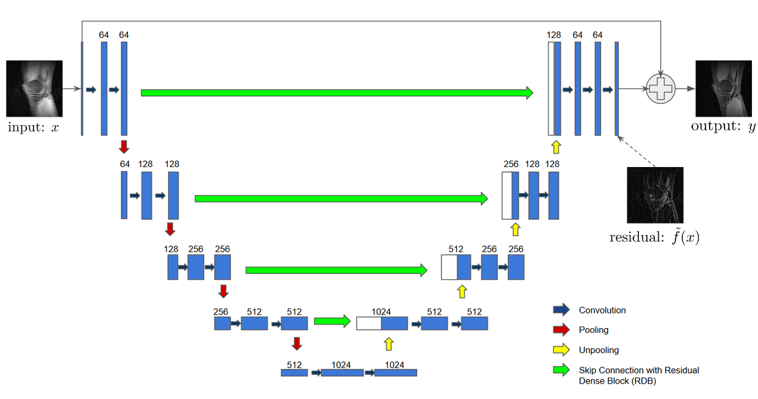 64 64
128 64 64
input: x
output: y
64 128 128
256 128 128
residual: f̃(x)
128 256 256
512 256 256
256 512 512
1024 512 512
512 1024 1024
Convolution
Pooling
Unpooling
Skip Connection with Residual
Dense Block (RDB)